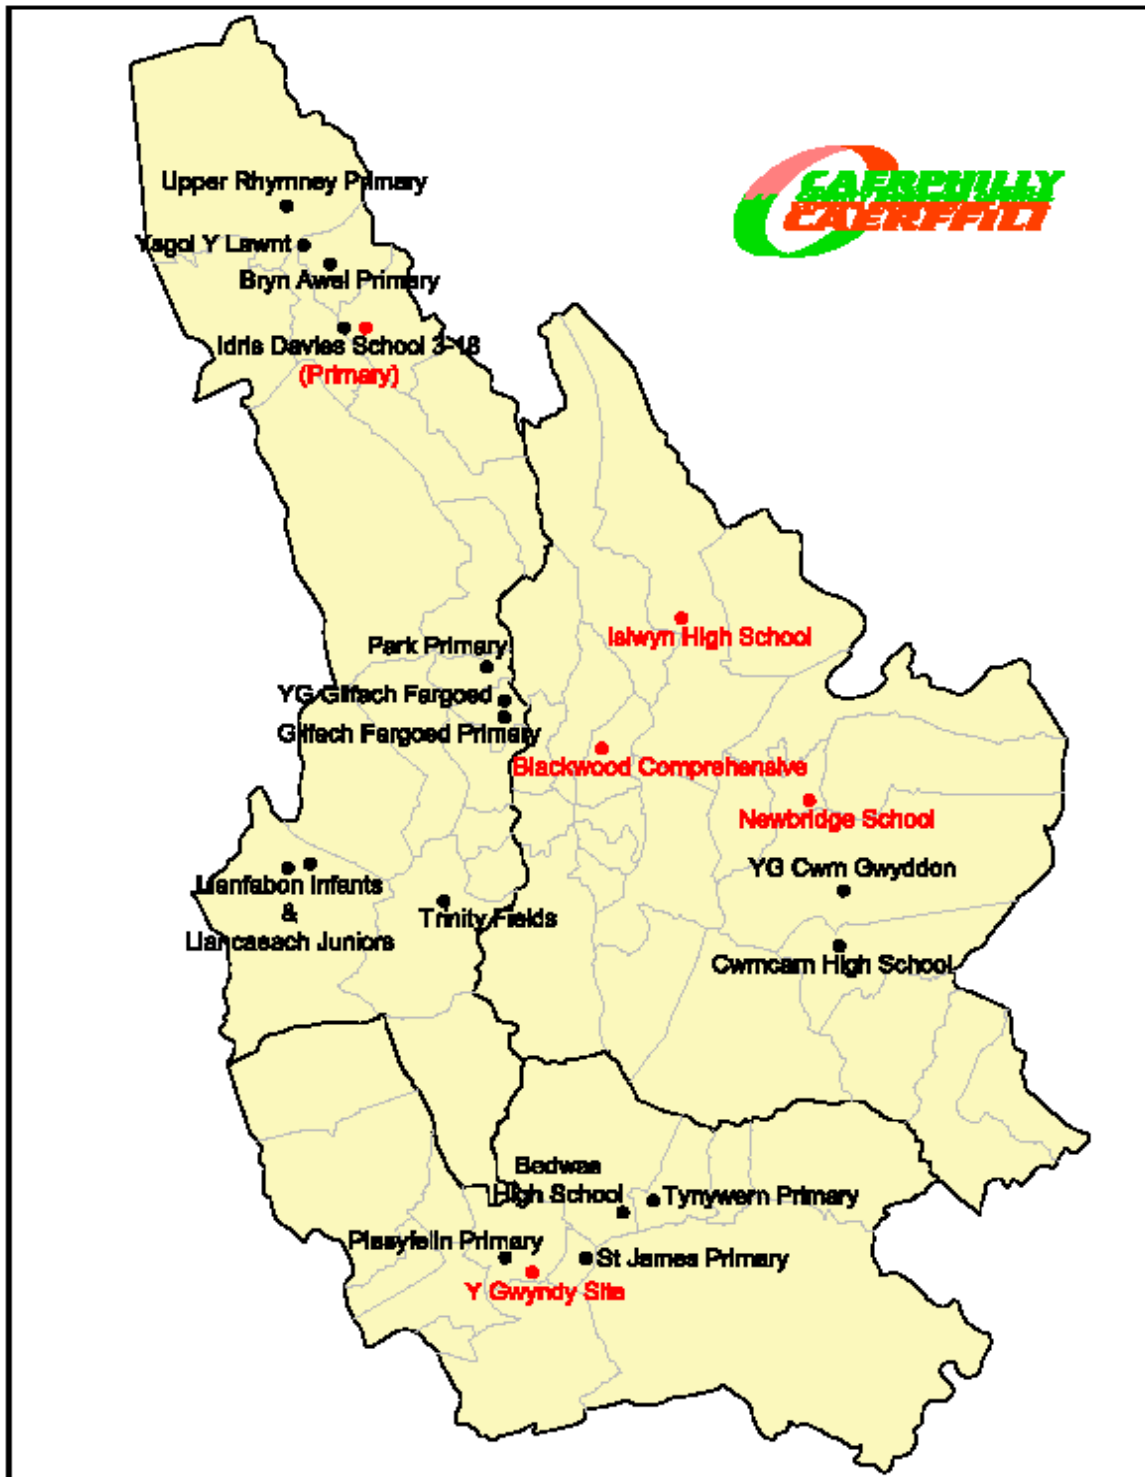 Upper Rhymney Primary
CAERPHILLY
CAERFFILI
Ysgol Y Lawnt
Bryn Awel Primary
Idris Davies School 3-18
(Primary)
Islwyn High School
Park Primary
YG Gilfach Fargoed
Gilfach Fargoed Primary
Blackwood Comprehensive
Newbridge School
YG Cwm Gwyddon
Llanfabon Infants
&
Llancaeach Juniors
Trinity Fields
Cwmcarn High School
Bedwas
High School
Tynywern Primary
Plasyfelin Primary
St James Primary
Y Gwyndy Site